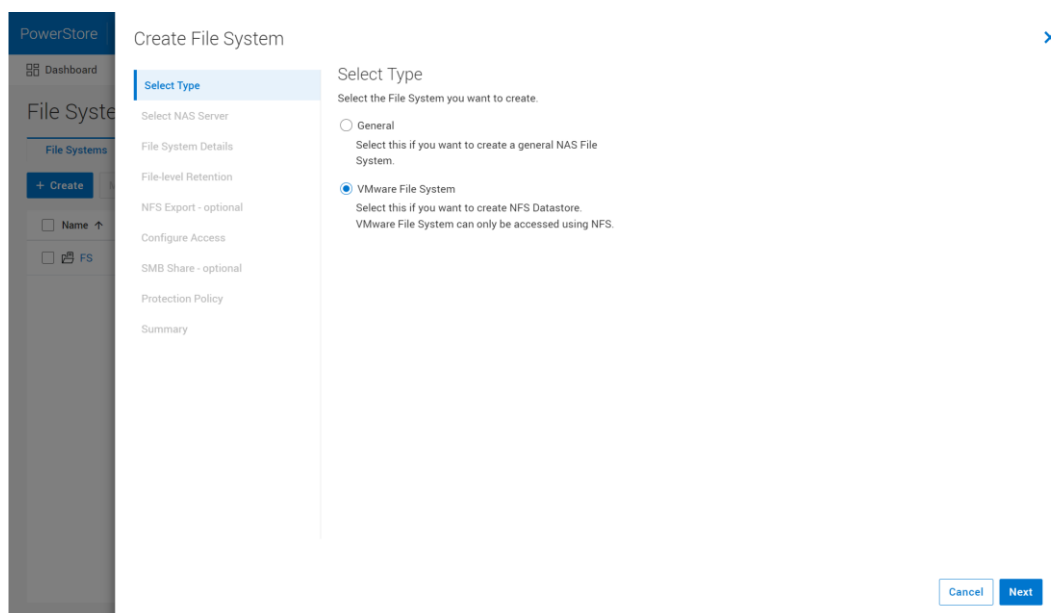 PowerStore
Create File System
Dashboard
Select Type
Select Type
Select the File System you want to create.
Select NAS Server
General
File Syste
File System Details
Select this if you want to create a general NAS File
System.
File Systems
File-level Retention
+ Create
VMware File System
NFS Export - optional
Select this if you want to create NFS Datastore.
VMware File System can only be accessed using NFS.
Name ↑
Configure Access
FS
SMB Share - optional
Protection Policy
Summary
Cancel
Next